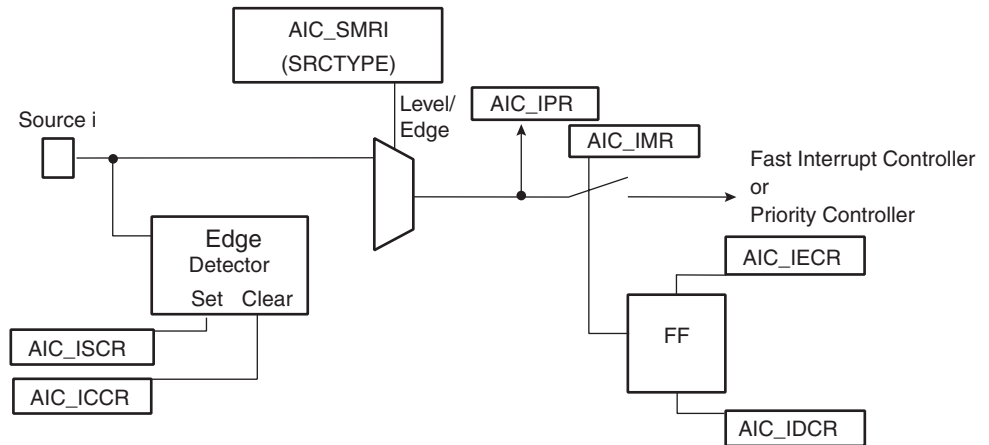 AIC_SMRI
(SRCTYPE)
Level/
Edge
AIC_IPR
Source i
AIC_IMR
Fast Interrupt Controller
or
Priority Controller
Edge
Detector
Set Clear
AIC_IECR
FF
AIC_ISCR
AIC_ICCR
AIC_IDCR